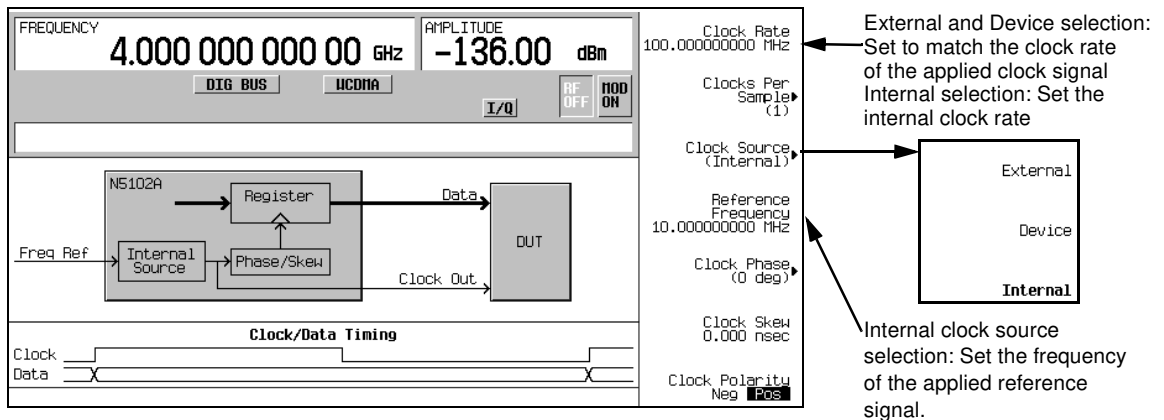 FREQUENCY
4.000 000 000 00 GHz
AMPLITUDE
-136.00 dBm
DIG BUS
WCDMA
I/Q
RF OFF
MOD ON
N5102A
Register
Data
Freq Ref
Internal Source
Phase/Skew
Clock Out
DUT
Clock/Data Timing
Clock
Data
Clock Rate
100.000000000 MHz
Clocks Per
Sample
(1)
Clock Source
(Internal)
Reference
Frequency
10.000000000 MHz
Clock Phase
(0 deg)
Clock Skew
0.000 nsec
Clock Polarity
Neg Pos
External and Device selection:
Set to match the clock rate
of the applied clock signal
Internal selection: Set the
internal clock rate
External
Device
Internal
Internal clock source
selection: Set the frequency
of the applied reference
signal.